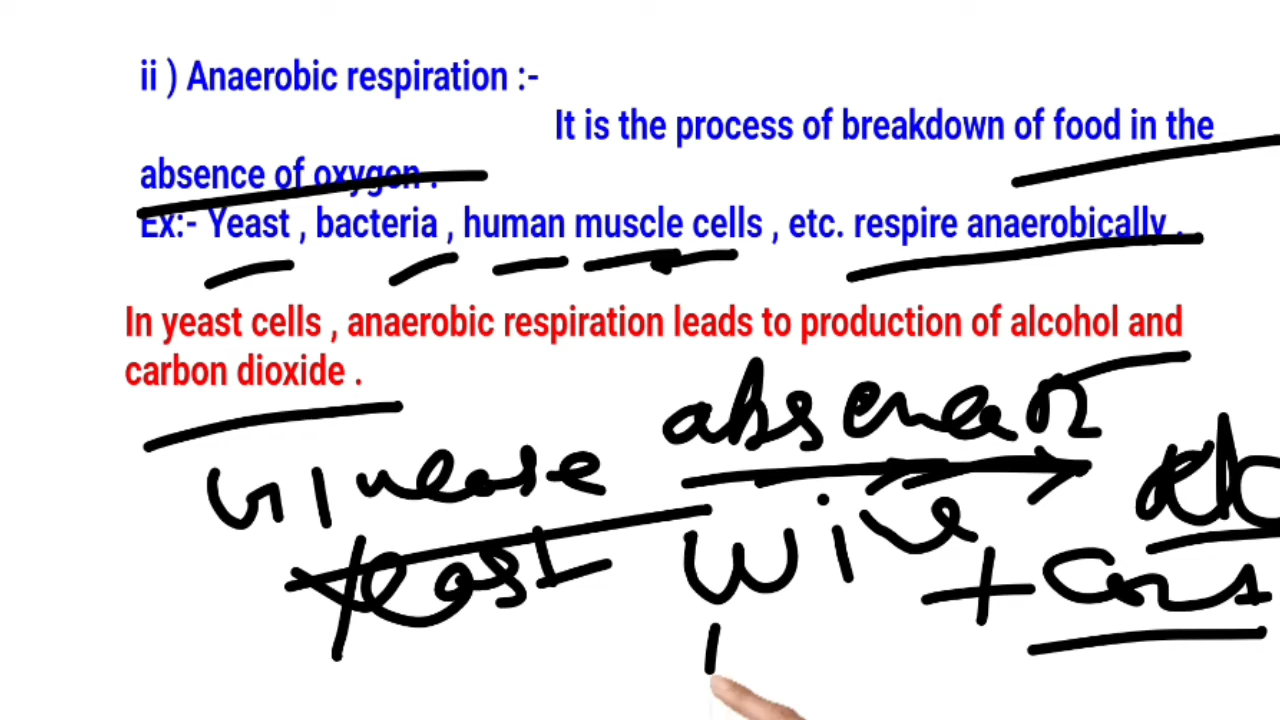 ii ) Anaerobic respiration :-
It is the process of breakdown of food in the
absence of oxygen .
Ex:- Yeast , bacteria , human muscle cells , etc. respire anaerobically .
In yeast cells , anaerobic respiration leads to production of alcohol and
carbon dioxide .
Yeast